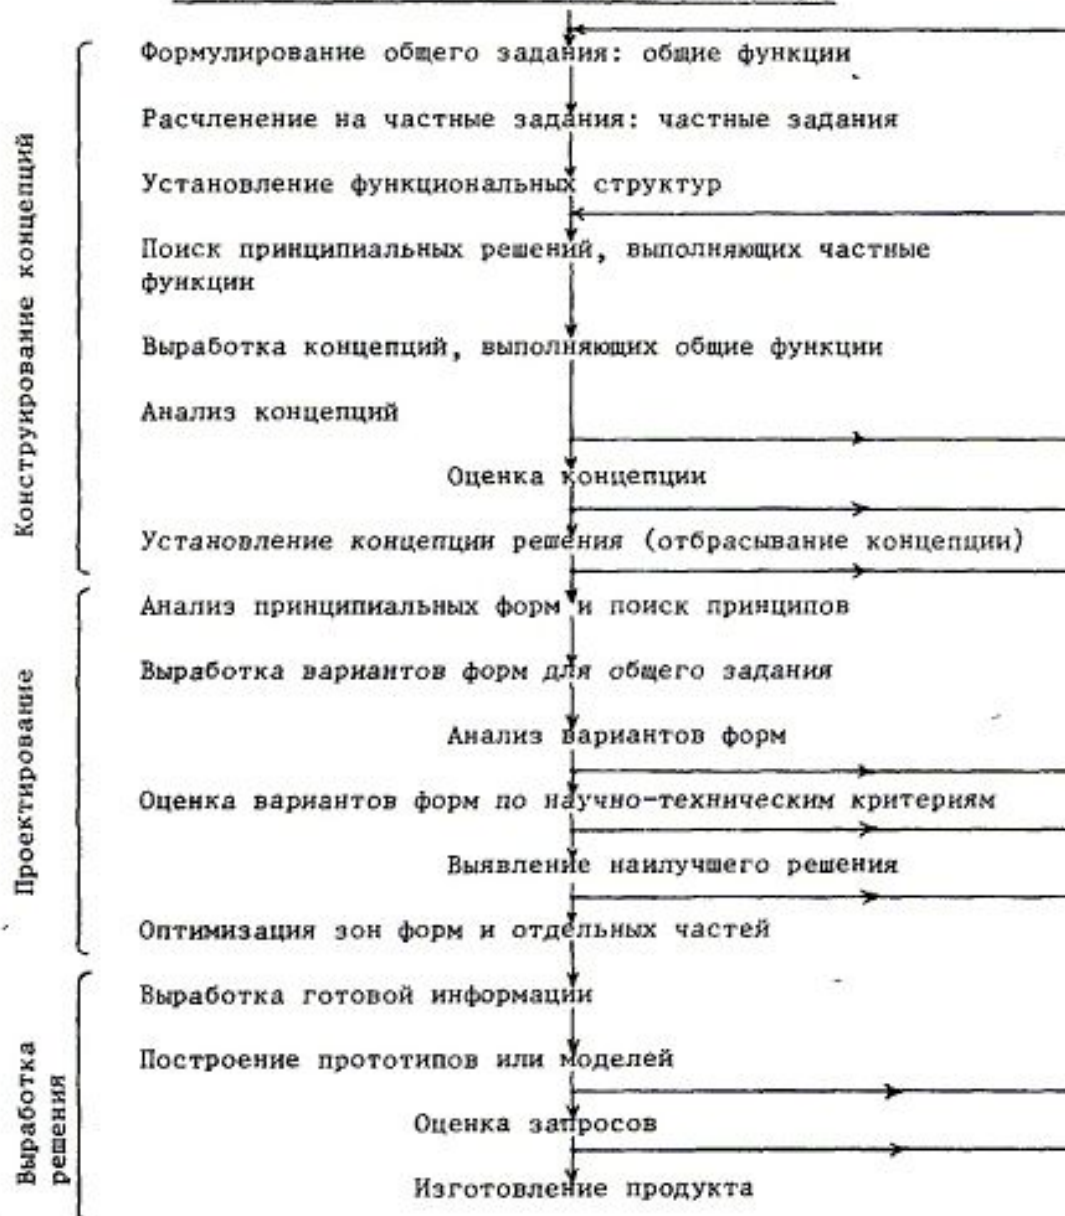 Формулирование общего задания: общие функции
Расчленение на частные задания: частные задания
Установление функциональных структур
Поиск принципиальных решений, выполняющих частные
функции
Выработка концепций, выполняющих общие функции
Анализ концепций
Оценка концепции
Установление концепции решения (отбрасывание концепции)
Конструирование концепций
Анализ принципиальных форм и поиск принципов
Выработка вариантов форм для общего задания
Анализ вариантов форм
Оценка вариантов форм по научно-техническим критериям
Выявление наилучшего решения
Оптимизация зон форм и отдельных частей
Проектирование
Выработка готовой информации
Построение прототипов или моделей
Оценка запросов
Изготовление продукта
Выработка
решения